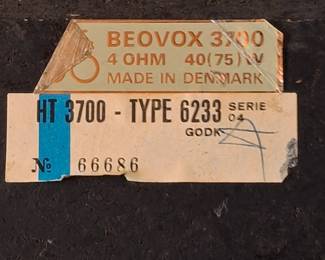 BEOVOX 3700
4 OHM 40(75)W
MADE IN DENMARK
HT 3700 - TYPE 6233 SERIE 04
GODK.
№ 66686